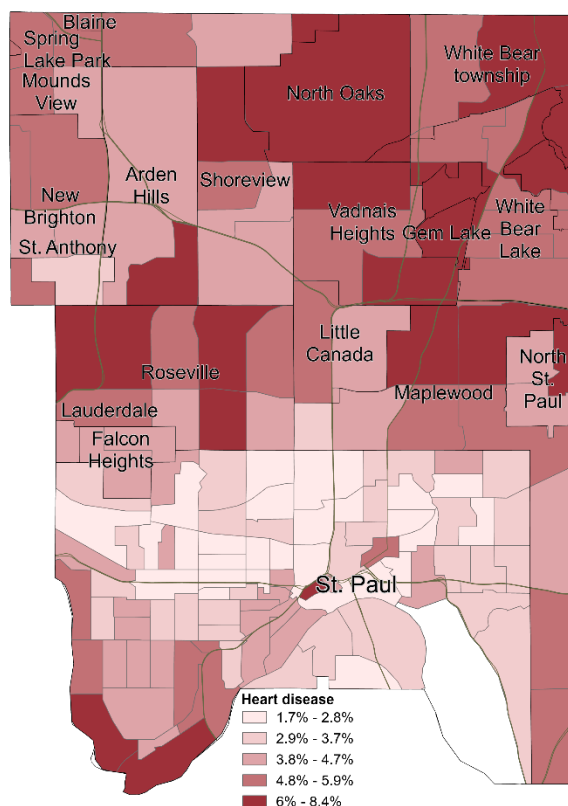 Blaine
Spring
Lake Park
Mounds
View
White Bear
township
North Oaks
Arden
Hills
Shoreview
New
Brighton
St. Anthony
Vadnais
Heights
Gem Lake
White
Bear
Lake
Little
Canada
Roseville
North
St.
Paul
Maplewood
Lauderdale
Falcon
Heights
St. Paul
Heart disease
1.7% - 2.8%
2.9% - 3.7%
3.8% - 4.7%
4.8% - 5.9%
6% - 8.4%